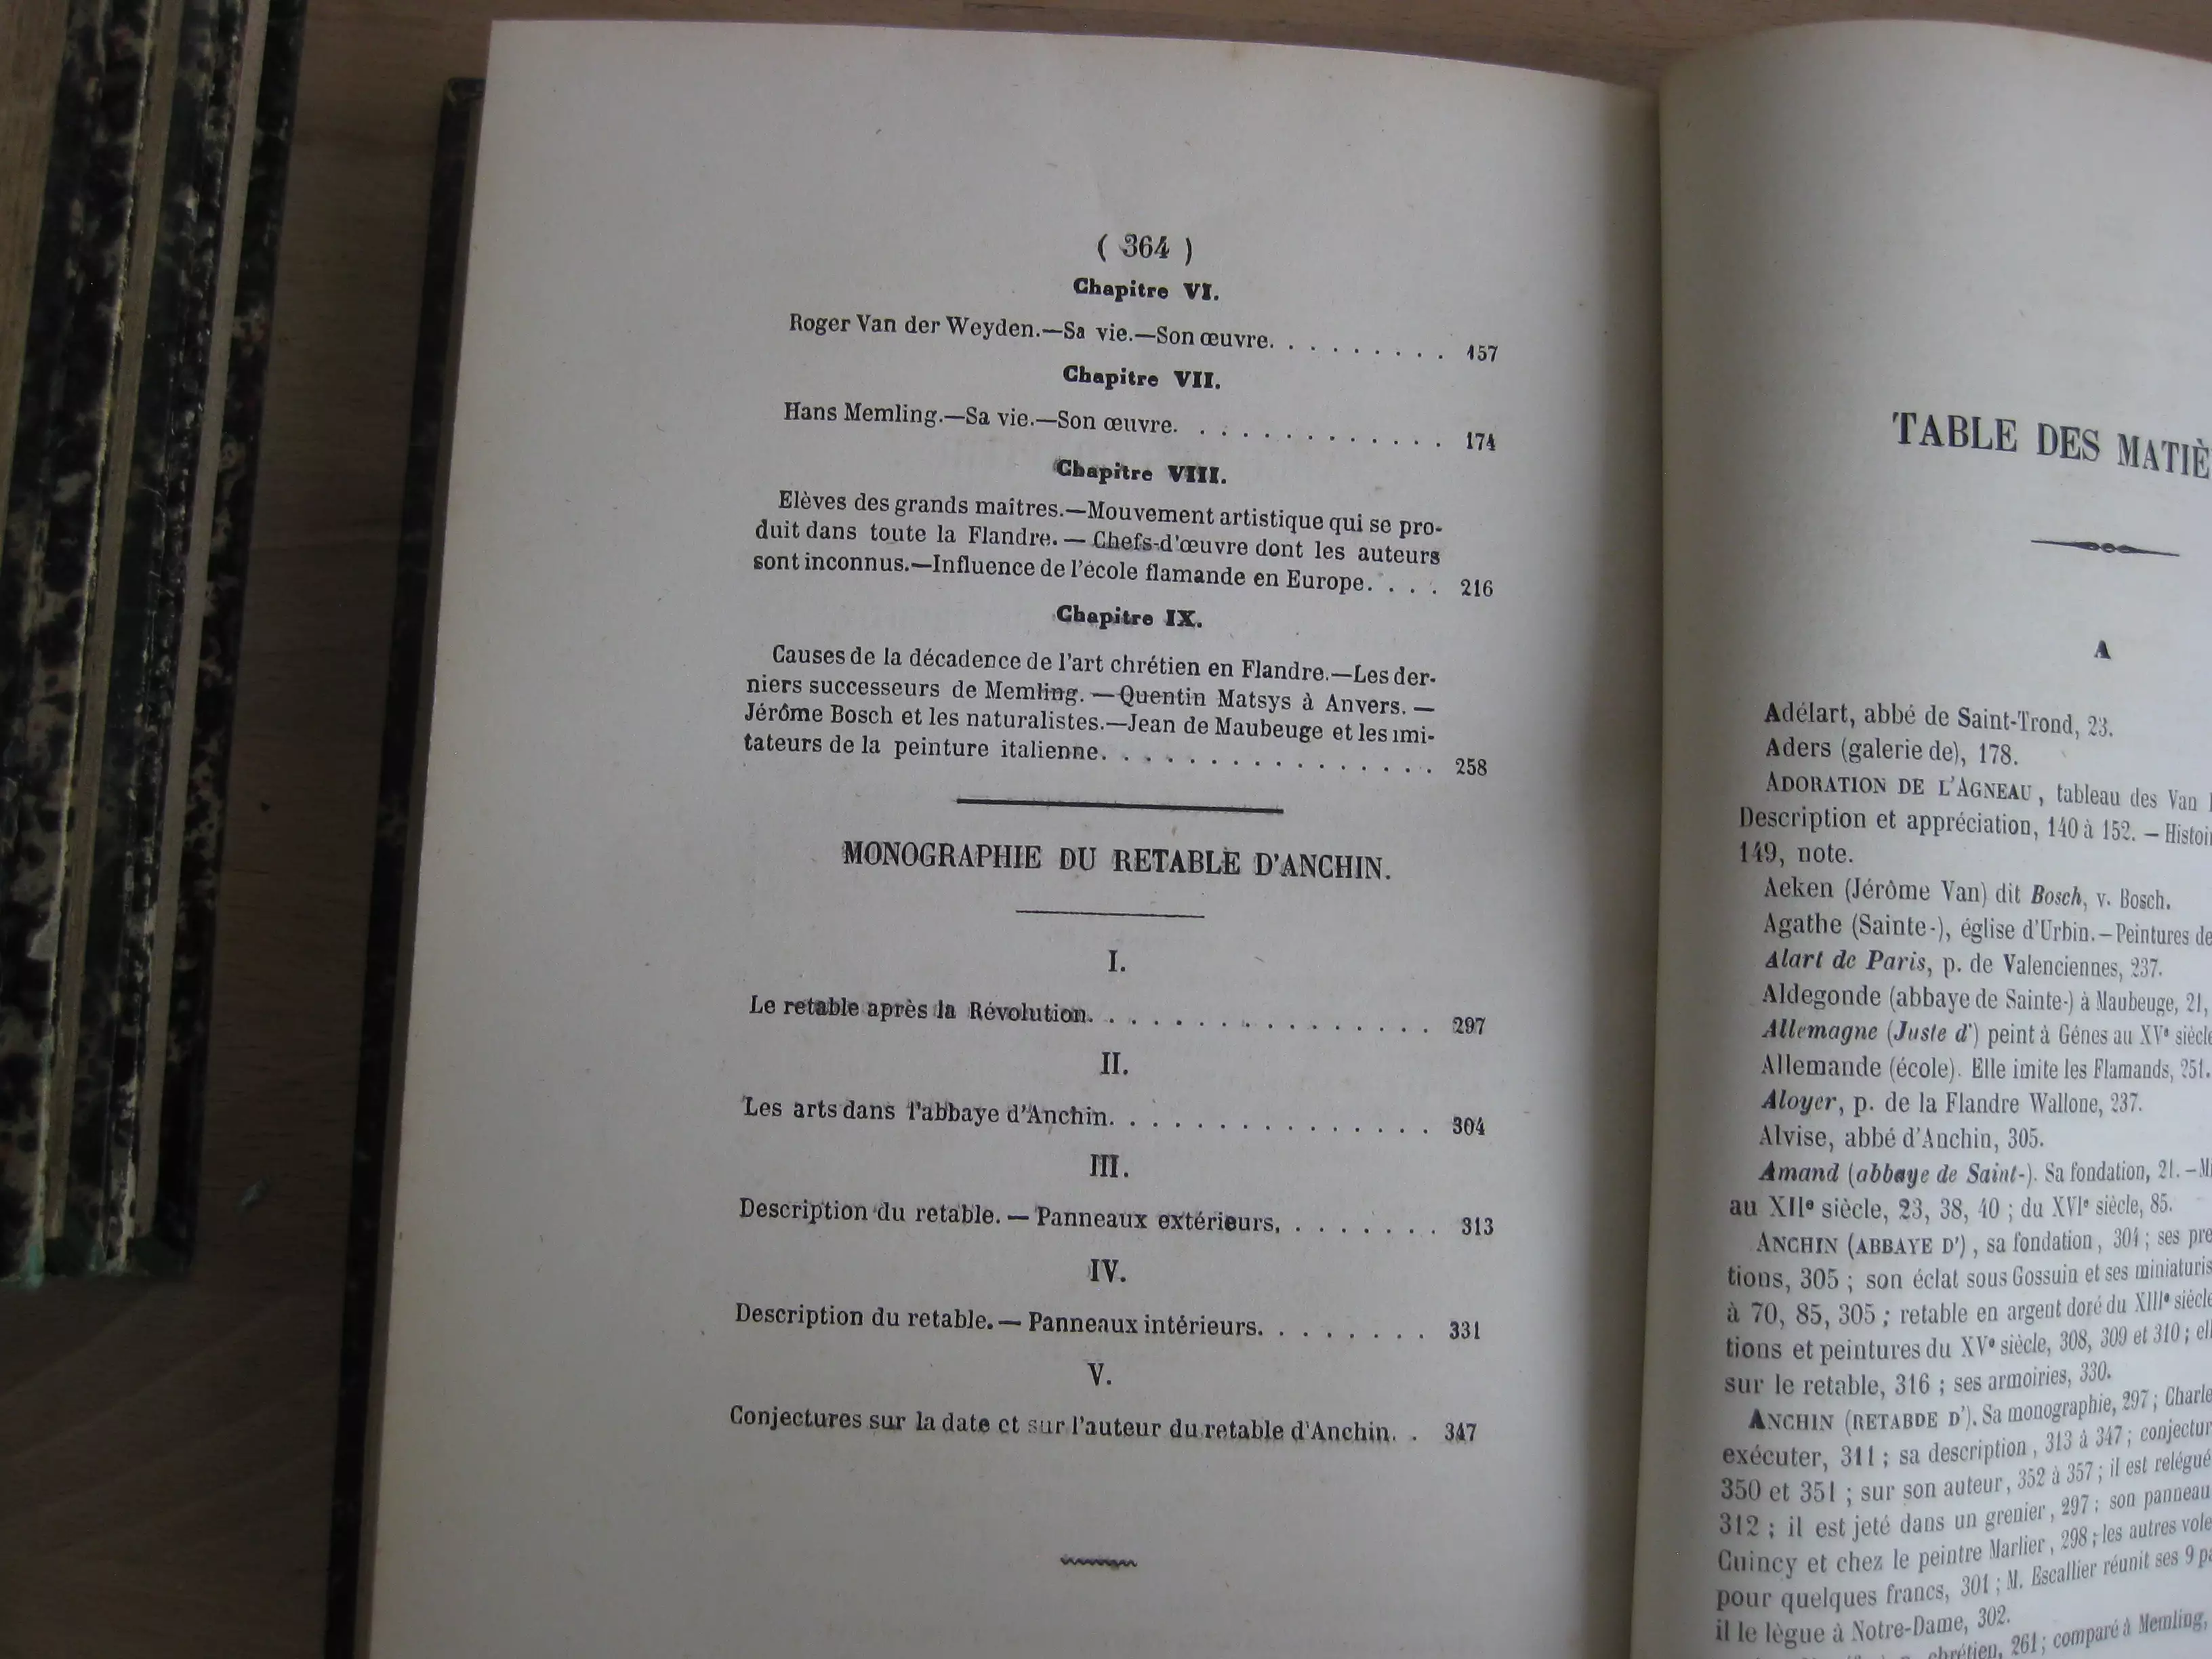 ( 364 )
Chapitre VI.
Roger Van der Weyden.—Sa vie.—Son œuvre. . . . . . . . . 157
Chapitre VII.
Hans Memling.—Sa vie.—Son œuvre. . . . . . . . . . . . 174
Chapitre VIII.
Elèves des grands maîtres.—Mouvement artistique qui se pro-
duit dans toute la Flandre. — Chefs-d'œuvre dont les auteurs
sont inconnus.—Influence de l'école flamande en Europe. . . . 216
Chapitre IX.
Causes de la décadence de l'art chrétien en Flandre.—Les der-
niers successeurs de Memling. — Quentin Matsys à Anvers. —
Jérôme Bosch et les naturalistes.—Jean de Maubeuge et les imi-
tateurs de la peinture italienne. . . . . . . . . . . . . . . 258
MONOGRAPHIE DU RETABLE D'ANCHIN.
I.
Le retable après la Révolution. . . . . . . . . . . . . . . . 297
II.
Les arts dans l'abbaye d'Anchin. . . . . . . . . . . . . . . 304
III.
Description du retable. — Panneaux extérieurs, . . . . . . . 313
IV.
Description du retable. — Panneaux intérieurs. . . . . . . . 331
V.
Conjectures sur la date et sur l'auteur du retable d'Anchin. . 347
TABLE DES MATIÈ
A
Adélart, abbé de Saint-Trond, 23.
Aders (galerie de), 178.
ADORATION DE L'AGNEAU, tableau des Van
Description et appréciation, 140 à 152. — Histoi
149, note.
Aeken (Jérôme Van) dit Bosch, v. Bosch.
Agathe (Sainte-), église d'Urbin.—Peintures de
Alart de Paris, p. de Valenciennes, 237.
Aldegonde (abbaye de Sainte-) à Maubeuge, 21,
Allemagne (Juste d') peint à Gênes au XVe siècle
Allemande (école). Elle imite les Flamands, 251.
Aloyer, p. de la Flandre Wallone, 237.
Alvise, abbé d'Anchin, 305.
Amand (abbaye de Saint-). Sa fondation, 21. —M
au XIIe siècle, 23, 38, 40 ; du XVIe siècle, 85.
ANCHIN (ABBAYE D'), sa fondation, 304 ; ses pre
tions, 305 ; son éclat sous Gossuin et ses miniaturis
à 70, 85, 305 ; retable en argent doré du XIIIe siècle
tions et peintures du XVe siècle, 308, 309 et 310 ; ell
sur le retable, 316 ; ses armoiries, 330.
ANCHIN (RETABDE D'). Sa monographie, 297 ; Charle
exécuter, 311 ; sa description, 313 à 347 ; conjectur
350 et 351 ; sur son auteur, 352 à 357 ; il est relégué
312 ; il est jeté dans un grenier, 297 ; son panneau
Cuincy et chez le peintre Marlier, 298 ; les autres vole
pour quelques francs, 301 ; M. Escallier réunit ses 9 pa
il le lègue à Notre-Dame, 302.
chrétien, 261 ; comparé à Memling,